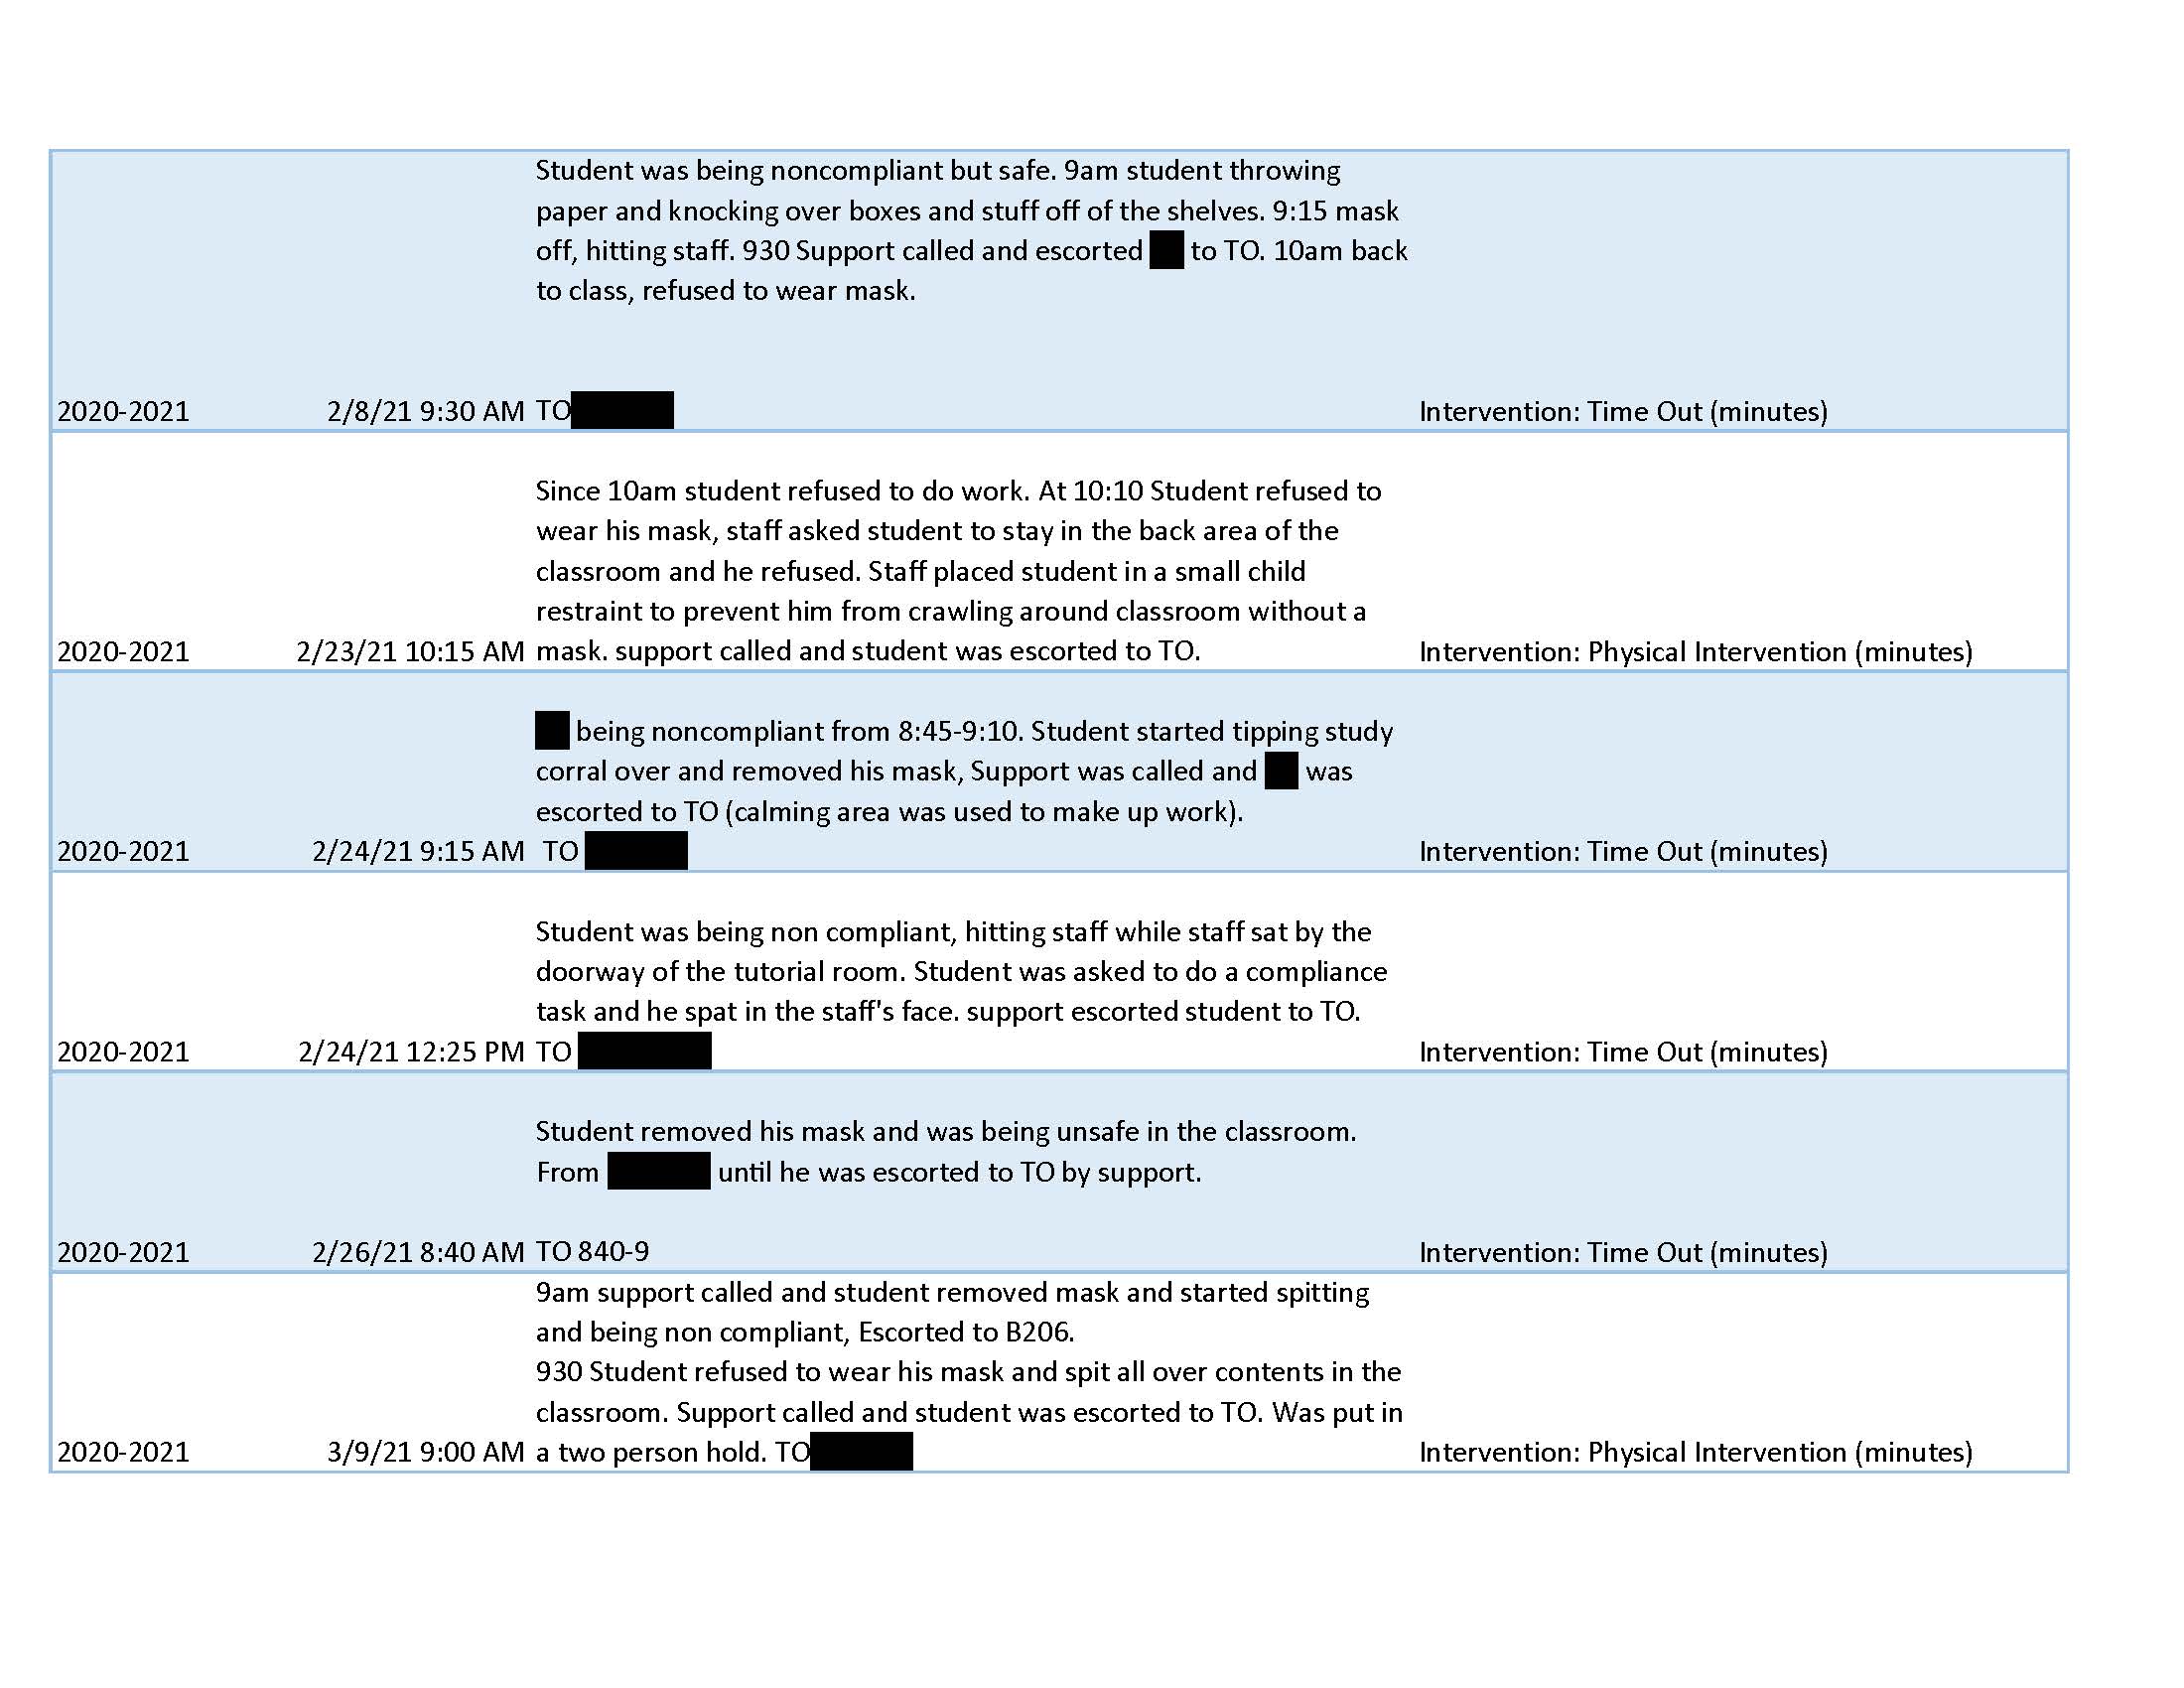 Student was being noncompliant but safe. 9am student throwing
paper and knocking over boxes and stuff off of the shelves. 9:15 mask
off, hitting staff. 930 Support called and escorted to TO. 10am back
to class, refused to wear mask.
2020-2021 2/8/21 9:30 AM TO Intervention: Time Out (minutes)
Since 10am student refused to do work. At 10:10 Student refused to
wear his mask, staff asked student to stay in the back area of the
classroom and he refused. Staff placed student in a small child
restraint to prevent him from crawling around classroom without a
2020-2021 2/23/21 10:15 AM mask. support called and student was escorted to TO. Intervention: Physical Intervention (minutes)
being noncompliant from 8:45-9:10. Student started tipping study
corral over and removed his mask, Support was called and was
escorted to TO (calming area was used to make up work).
2020-2021 2/24/21 9:15 AM TO Intervention: Time Out (minutes)
Student was being non compliant, hitting staff while staff sat by the
doorway of the tutorial room. Student was asked to do a compliance
task and he spat in the staff's face. support escorted student to TO.
2020-2021 2/24/21 12:25 PM TO Intervention: Time Out (minutes)
Student removed his mask and was being unsafe in the classroom.
From until he was escorted to TO by support.
2020-2021 2/26/21 8:40 AM TO 840-9 Intervention: Time Out (minutes)
9am support called and student removed mask and started spitting
and being non compliant, Escorted to B206.
930 Student refused to wear his mask and spit all over contents in the
classroom. Support called and student was escorted to TO. Was put in
2020-2021 3/9/21 9:00 AM a two person hold. TO Intervention: Physical Intervention (minutes)